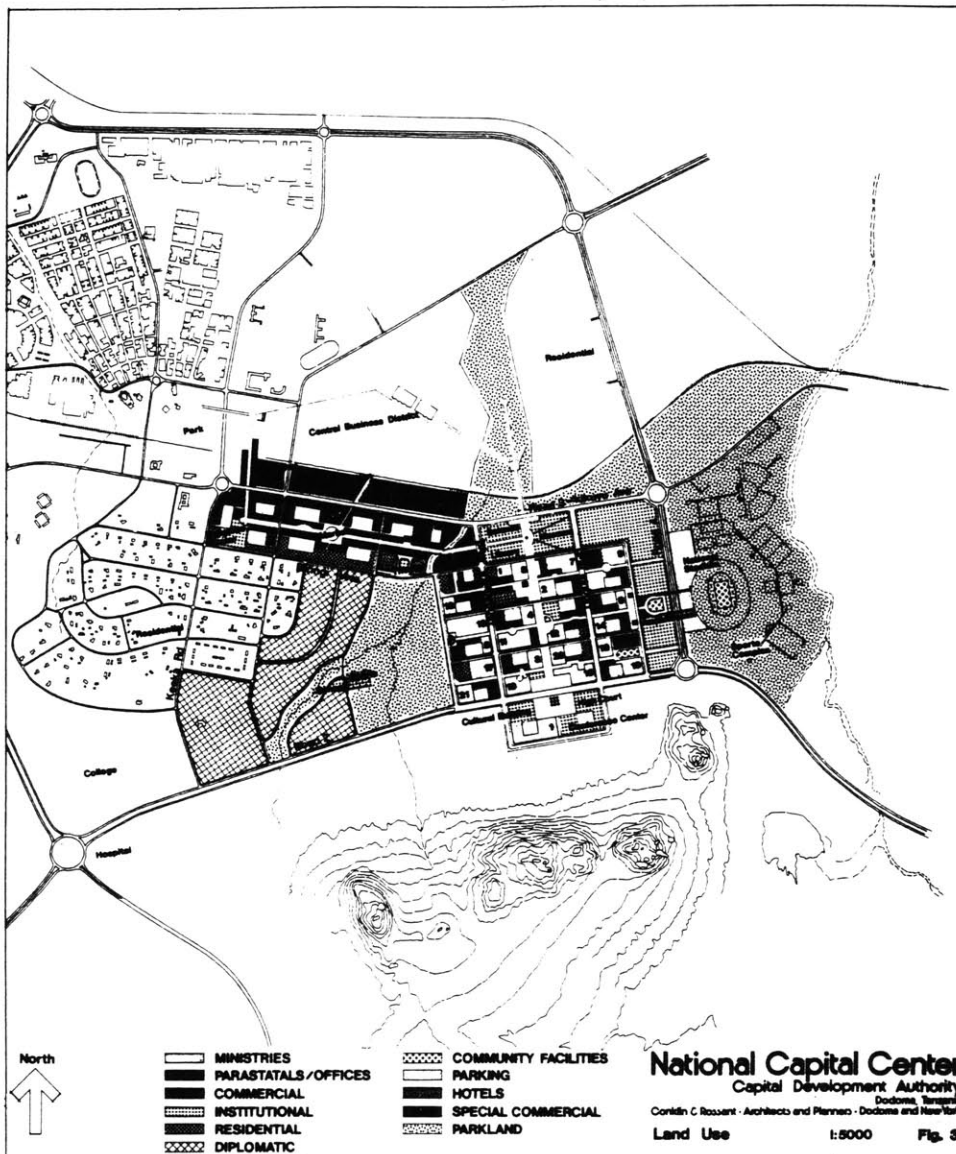 Residential
Park
Central Business District
Residential
Cultural
Court
Center
College
Hospital
North
MINISTRIES
PARASTATALS/OFFICES
COMMERCIAL
INSTITUTIONAL
RESIDENTIAL
DIPLOMATIC
COMMUNITY FACILITIES
PARKING
HOTELS
SPECIAL COMMERCIAL
PARKLAND
National Capital Center
Capital Development Authority
Dodoma,
Conklin & Rossant - Architects and Planners - Dodoma and New York
Land Use 1:5000 Fig. 3